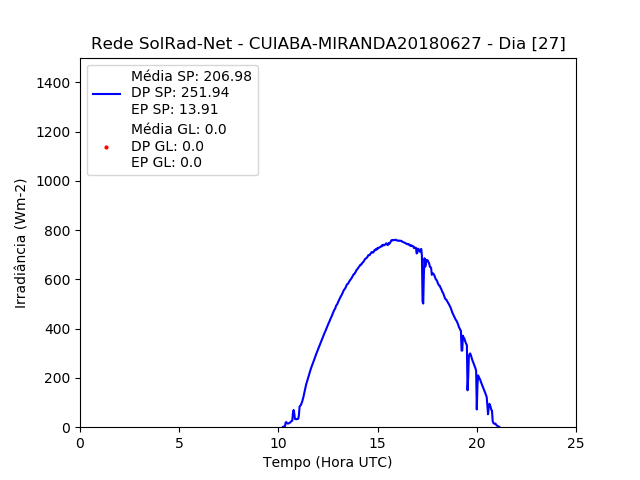 Rede SolRad-Net - CUIABA-MIRANDA20180627 - Dia [27]
Média SP: 206.98
DP SP: 251.94
EP SP: 13.91
Média GL: 0.0
DP GL: 0.0
EP GL: 0.0
Irradiância (Wm-2)
1400
1200
1000
800
600
400
200
0
0 5 10 15 20 25
Tempo (Hora UTC)